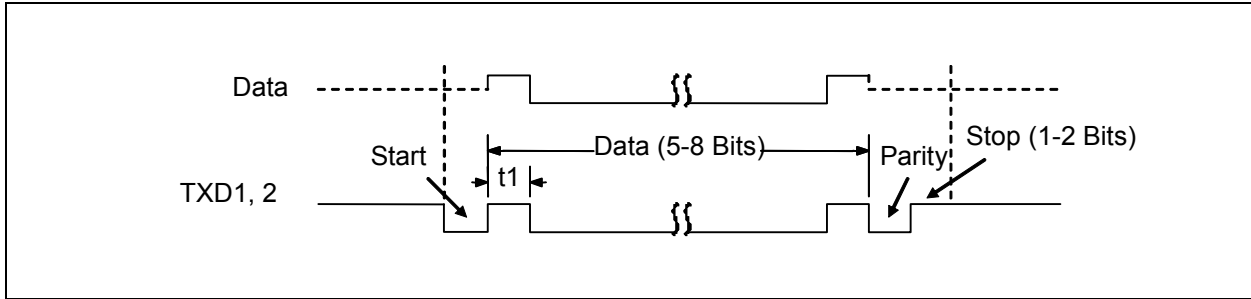 Data
Start
Data (5-8 Bits)
Parity
Stop (1-2 Bits)
t1
TXD1, 2